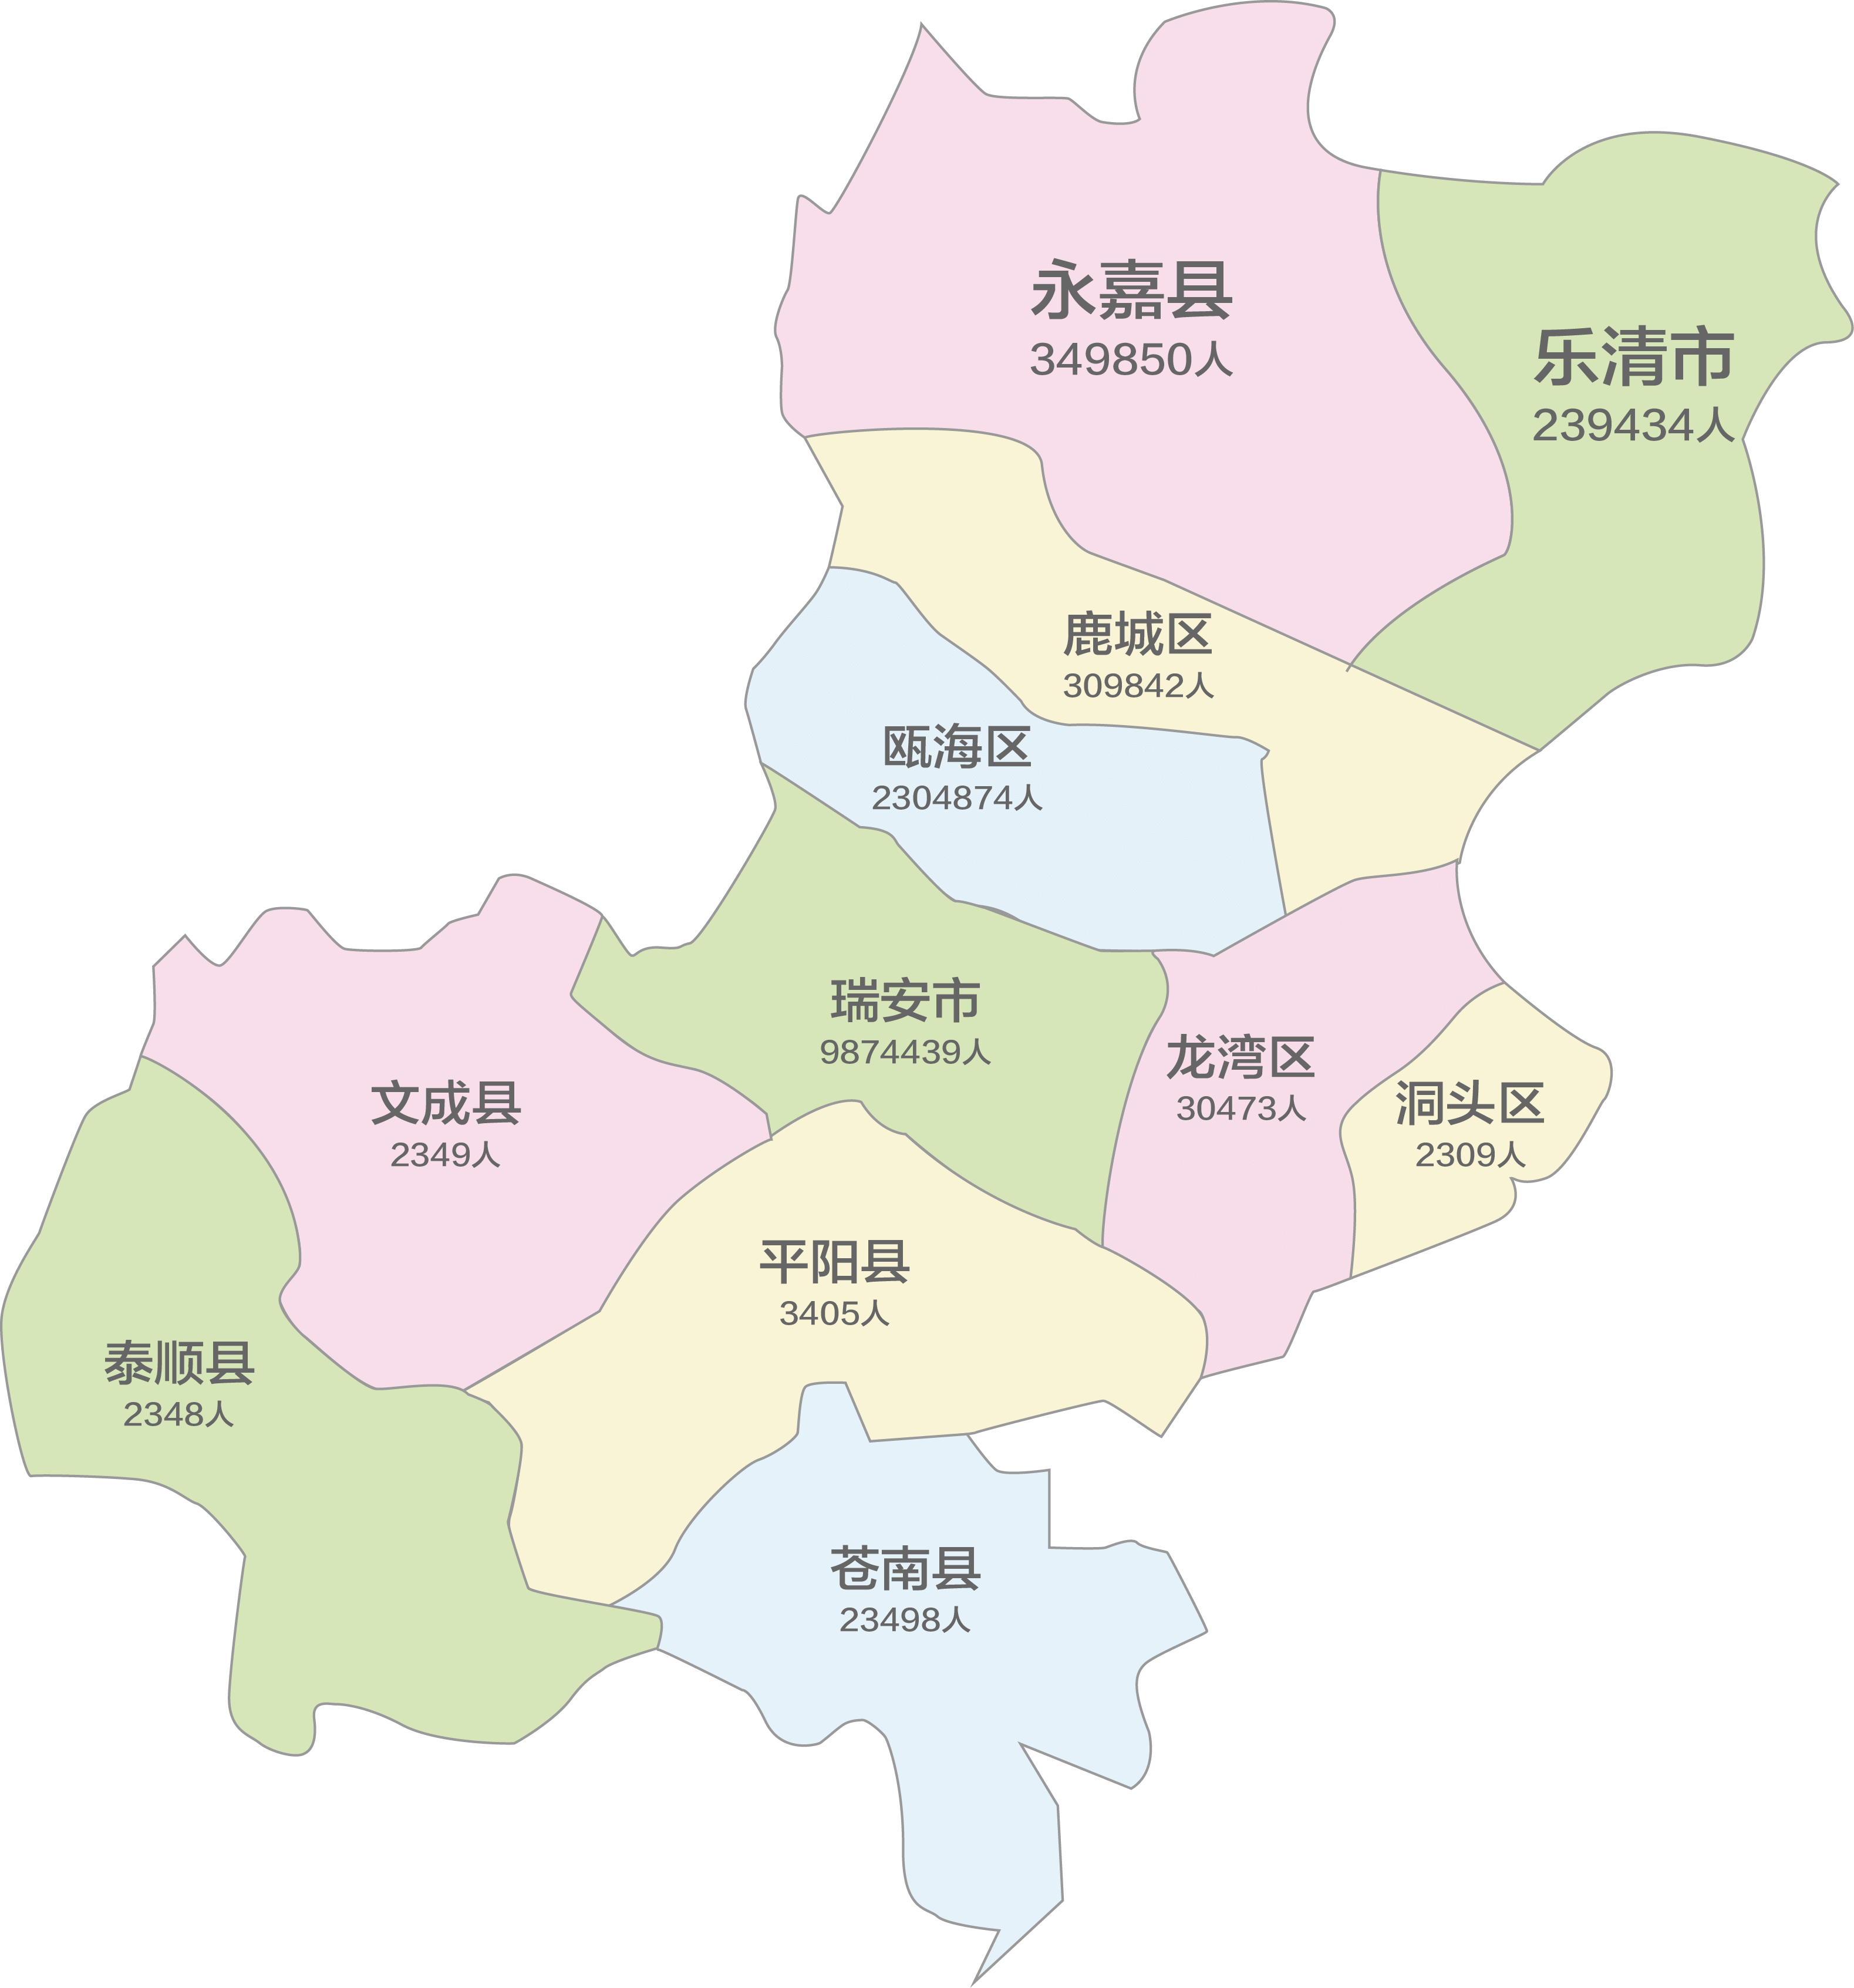 永嘉县
349850人
乐清市
239434人
鹿城区
309842人
瓯海区
2304874人
瑞安市
987439人
龙湾区
30473人
文成县
2349人
洞头区
2309人
平阳县
3405人
泰顺县
2348人
苍南县
23498人